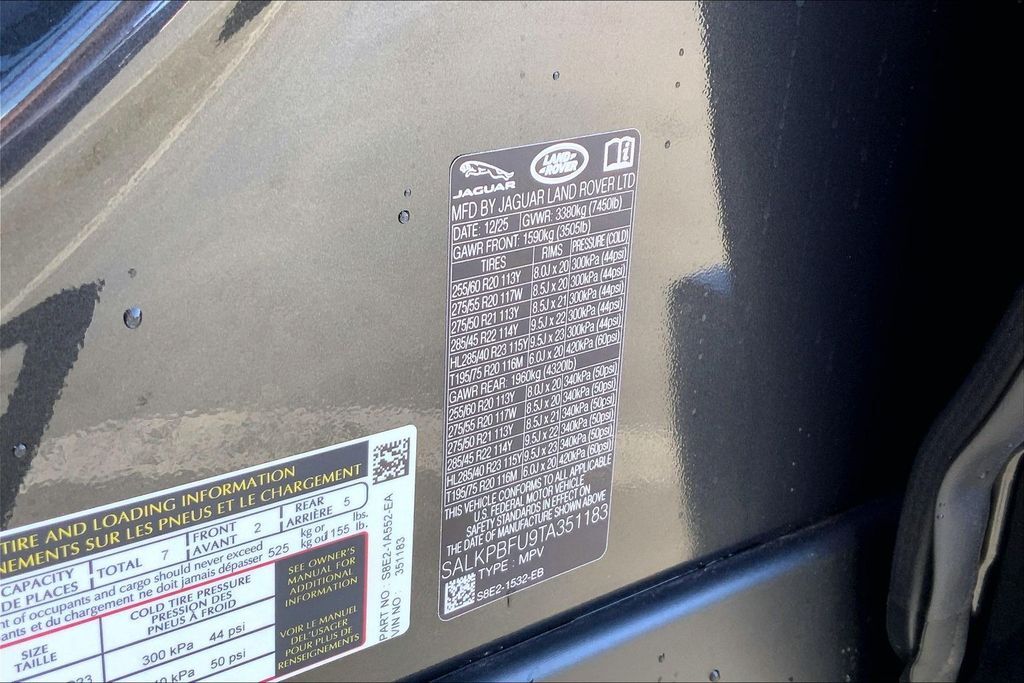 JAGUAR
LAND ROVER
MFD BY JAGUAR LAND ROVER LTD
DATE: 12/25 GVWR: 3380kg (7450lb)
GAWR FRONT: 1590kg (3505lb)
TIRES RIMS PRESSURE (COLD)
255/60 R20 113Y 8.0J x 20 300kPa (44psi)
275/55 R20 117W 8.5J x 20 300kPa (44psi)
275/50 R21 113Y 8.5J x 21 300kPa (44psi)
285/45 R22 114Y 9.5J x 22 300kPa (44psi)
HL285/40 R23 115Y 9.5J x 23 300kPa (44psi)
T195/75 R20 116M 6.0J x 20 420kPa (60psi)
GAWR REAR: 1960kg (4320lb)
255/60 R20 113Y 8.0J x 20 340kPa (50psi)
275/55 R20 117W 8.5J x 20 340kPa (50psi)
275/50 R21 113Y 8.5J x 21 340kPa (50psi)
285/45 R22 114Y 9.5J x 22 340kPa (50psi)
HL285/40 R23 115Y 9.5J x 23 340kPa (50psi)
T195/75 R20 116M 6.0J x 20 420kPa (60psi)
THIS VEHICLE CONFORMS TO ALL APPLICABLE
U.S. FEDERAL MOTOR VEHICLE
SAFETY STANDARDS IN EFFECT ON
THE DATE OF MANUFACTURE SHOWN ABOVE
SALKPBFU9TA351183
TYPE: MPV
S8E2-1532-EB
TIRE AND LOADING INFORMATION
NEMENTS SUR LES PNEUS ET LE CHARGEMENT
CAPACITY TOTAL 7 FRONT 2 REAR 5
DE PLACES AVANT ARRIÈRE
nt of occupants and cargo should never exceed 525 kg or 155 lbs.
pants et du chargement ne doit jamais dépasser kg ou lb.
SIZE
TAILLE
COLD TIRE PRESSURE
PRESSION DES
PNEUS À FROID
300 kPa 44 psi
kPa 50 psi
SEE OWNER'S
MANUAL FOR
ADDITIONAL
INFORMATION
VOIR LE MANUEL
DE L'USAGER
POUR PLUS DE
RENSEIGNEMENTS
PART NO: S8E2-1A552-EA
VIN NO: 351183